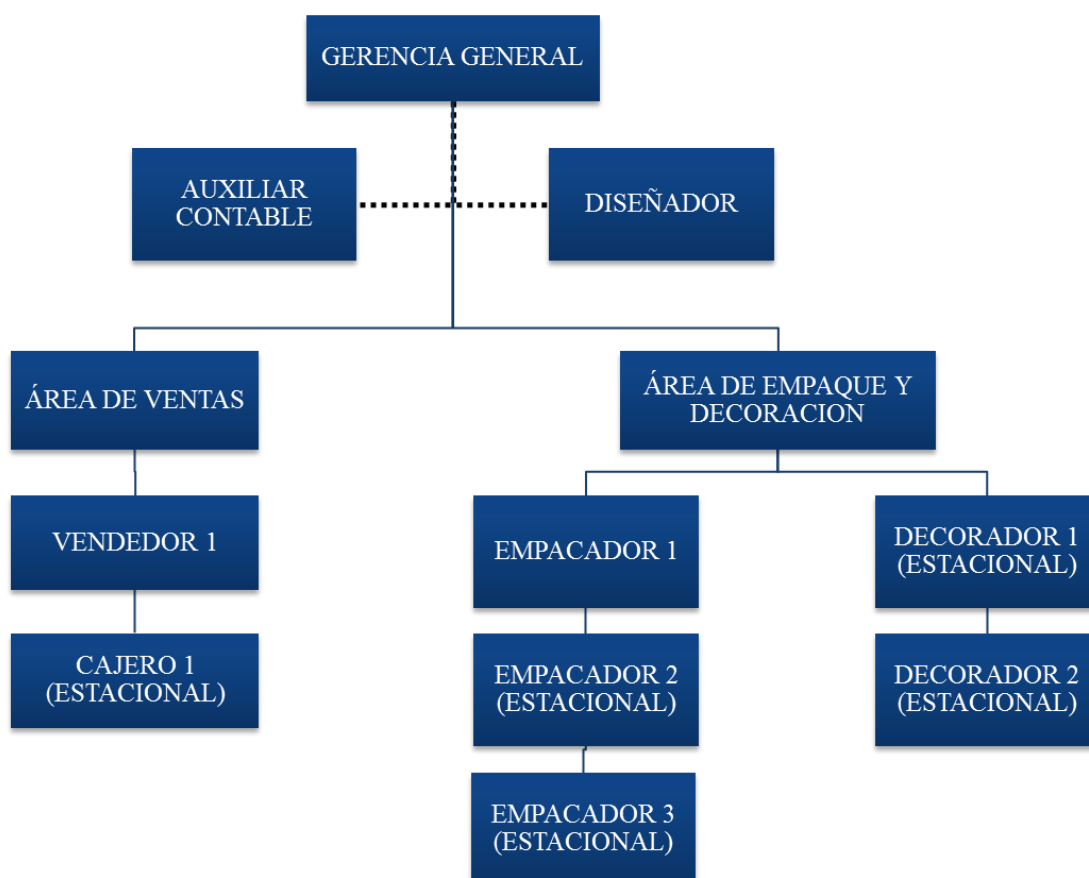 GERENCIA GENERAL
AUXILIAR
CONTABLE
DISEÑADOR
ÁREA DE VENTAS
ÁREA DE EMPAQUE Y
DECORACION
VENDEDOR 1
EMPACADOR 1
DECORADOR 1
(ESTACIONAL)
CAJERO 1
(ESTACIONAL)
EMPACADOR 2
(ESTACIONAL)
DECORADOR 2
(ESTACIONAL)
EMPACADOR 3
(ESTACIONAL)